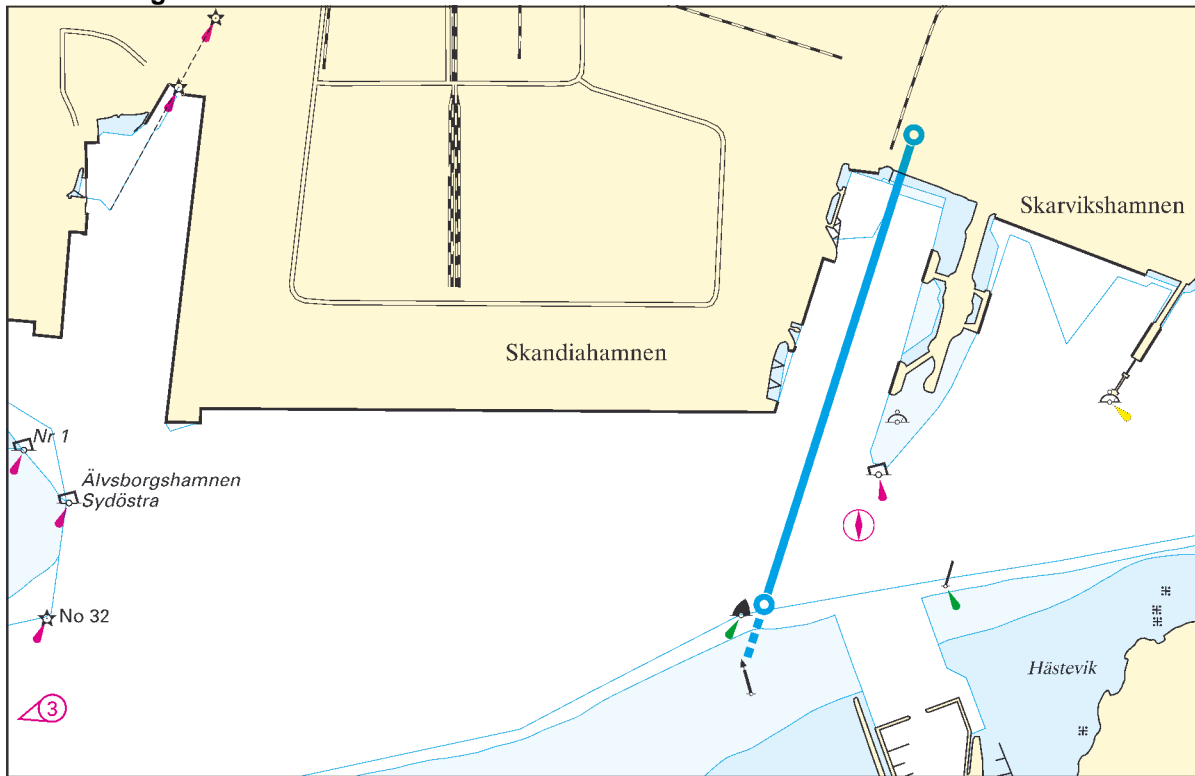 Skarvikshamnen
Skandiahamnen
Nr 1
Älvsborgshamnen
Sydöstra
No 32
Hästevik
3